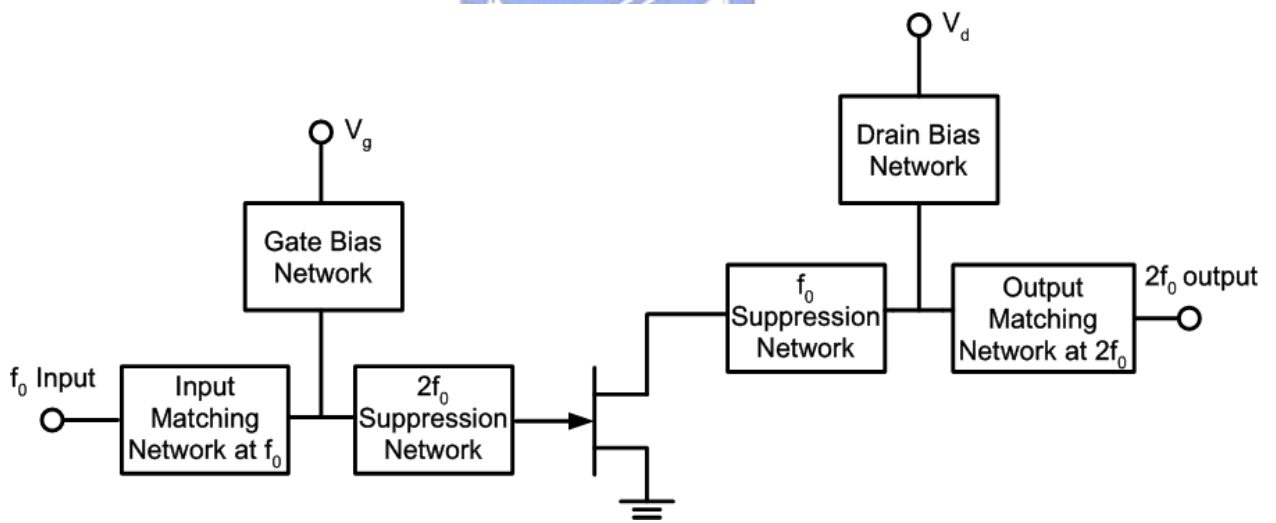 V_d
Drain Bias
Network
V_g
Gate Bias
Network
f_0
Suppression
Network
Output
Matching
Network at 2f_0
2f_0 output
f_0 Input
Input
Matching
Network at f_0
2f_0
Suppression
Network